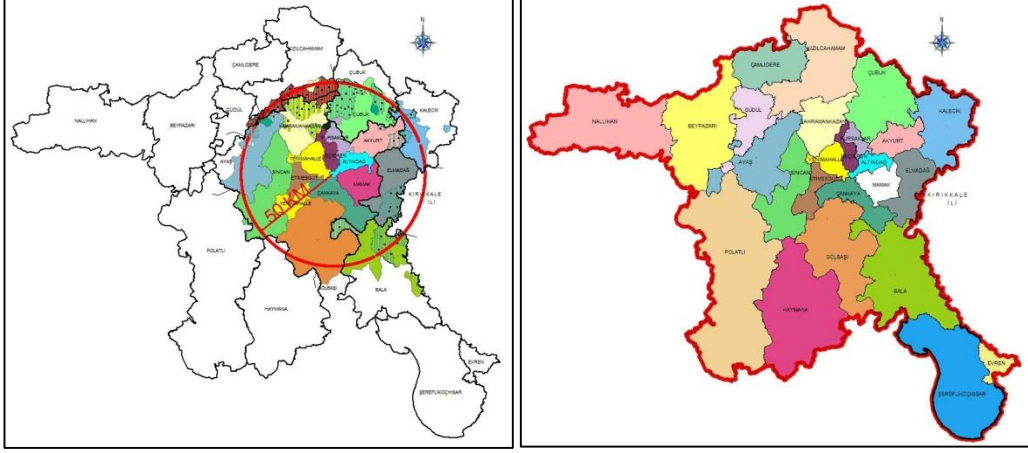 N
KIZILCAHAMAM
ÇAMLIDERE
ÇUBUK
NALLIHAN
BEYPAZARI
GÜDÜL
KALECİK
ÇUBUK
AKYURT
AYAŞ
YENİMAHALLE
ALTINDAĞ
SİNCAN
ETİMESGUT
MAMAK
ELMADAĞ
KIRIKKALE
İLİ
YENİMAHALLE
ÇANKAYA
50 KM
POLATLI
GÖLBAŞI
BALA
HAYMANA
EVREN
ŞEREFLİKOÇHİSAR
N
KIZILCAHAMAM
ÇAMLIDERE
ÇUBUK
NALLIHAN
BEYPAZARI
GÜDÜL
KALECİK
KAHRAMANKAZAN
AKYURT
AYAŞ
YENİMAHALLE
ALTINDAĞ
SİNCAN
ELMADAĞ
ETİMESGUT
MAMAK
KIRIKKALE
İLİ
ÇANKAYA
POLATLI
GÖLBAŞI
BALA
HAYMANA
EVREN
ŞEREFLİKOÇHİSAR